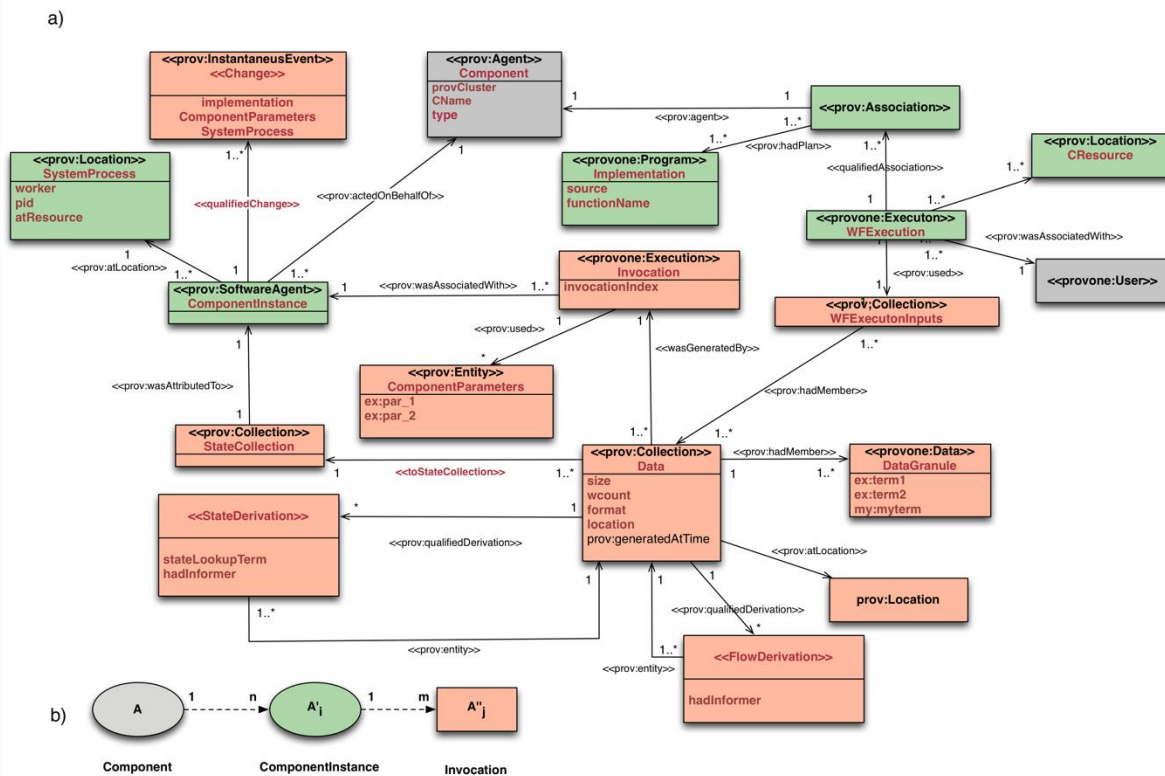 a)
<<prov:InstantaneusEvent>>
<<Change>>
implementation
ComponentParameters
SystemProcess
<<prov:Agent>>
Component
provCluster
CName
type
1
1
<<prov:agent>>
<<prov:Association>>
1..*
1..*
<<prov:hadPlan>>
1..*
<<qualifiedAssociation>>
1
<<prov:Location>>
CResource
1..*
1..*
<<provone:Program>>
Implementation
source
functionName
<<prov:Location>>
SystemProcess
worker
pid
atResource
1..*
1
<<prov:actedOnBehalfOf>>
<<qualifiedChange>>
<<provone:Executon>>
WFExecution
1
1..*
1..*
<<prov:wasAssociatedWith>>
1
<<provone:User>>
<<prov:used>>
1
1
<<prov:atLocation>>
1..*
1
1..*
<<prov:SoftwareAgent>>
ComponentInstance
1
<<prov:wasAssociatedWith>>
1..*
<<provone:Execution>>
Invocation
invocationIndex
<<prov;Collection>>
WFExecutonInputs
1..*
1
<<prov:used>>
*
1
<<wasGeneratedBy>>
1
<<prov:wasAttributedTo>>
1
<<prov:Entity>>
ComponentParameters
ex:par_1
ex:par_2
<<prov:hadMember>>
1..*
1..*
<<prov:Collection>>
StateCollection
1
<<toStateCollection>>
1..*
<<prov:Collection>>
Data
size
wcount
format
location
prov:generatedAtTime
<<prov:hadMember>>
1
1..*
<<provone:Data>>
DataGranule
ex:term1
ex:term2
my:myterm
<<StateDerivation>>
stateLookupTerm
hadInformer
*
1
<<prov:qualifiedDerivation>>
<<prov:atLocation>>
prov:Location
1..*
1
<<prov:entity>>
1
1
<<prov:qualifiedDerivation>>
*
1..*
<<prov:entity>>
<<FlowDerivation>>
hadInformer
b)
A
1
n
A'i
1
m
A"j
Component
ComponentInstance
Invocation